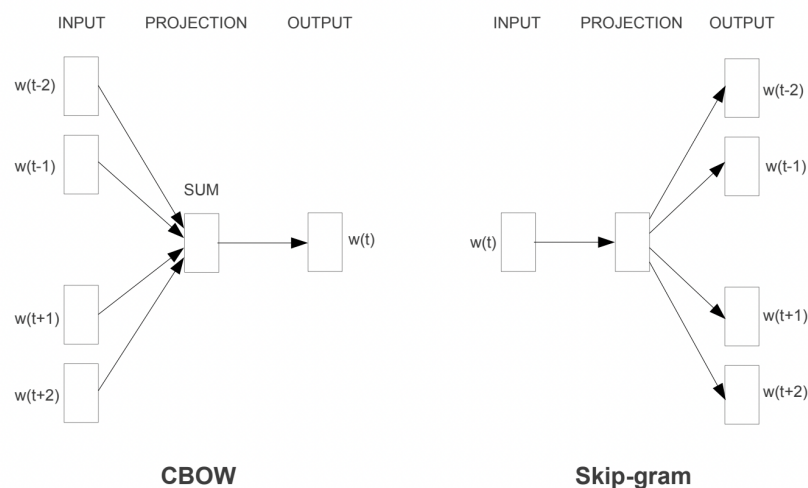 INPUT PROJECTION OUTPUT
w(t-2)
w(t-1)
SUM
w(t)
w(t+1)
w(t+2)
CBOW
INPUT PROJECTION OUTPUT
w(t-2)
w(t-1)
w(t)
w(t+1)
w(t+2)
Skip-gram